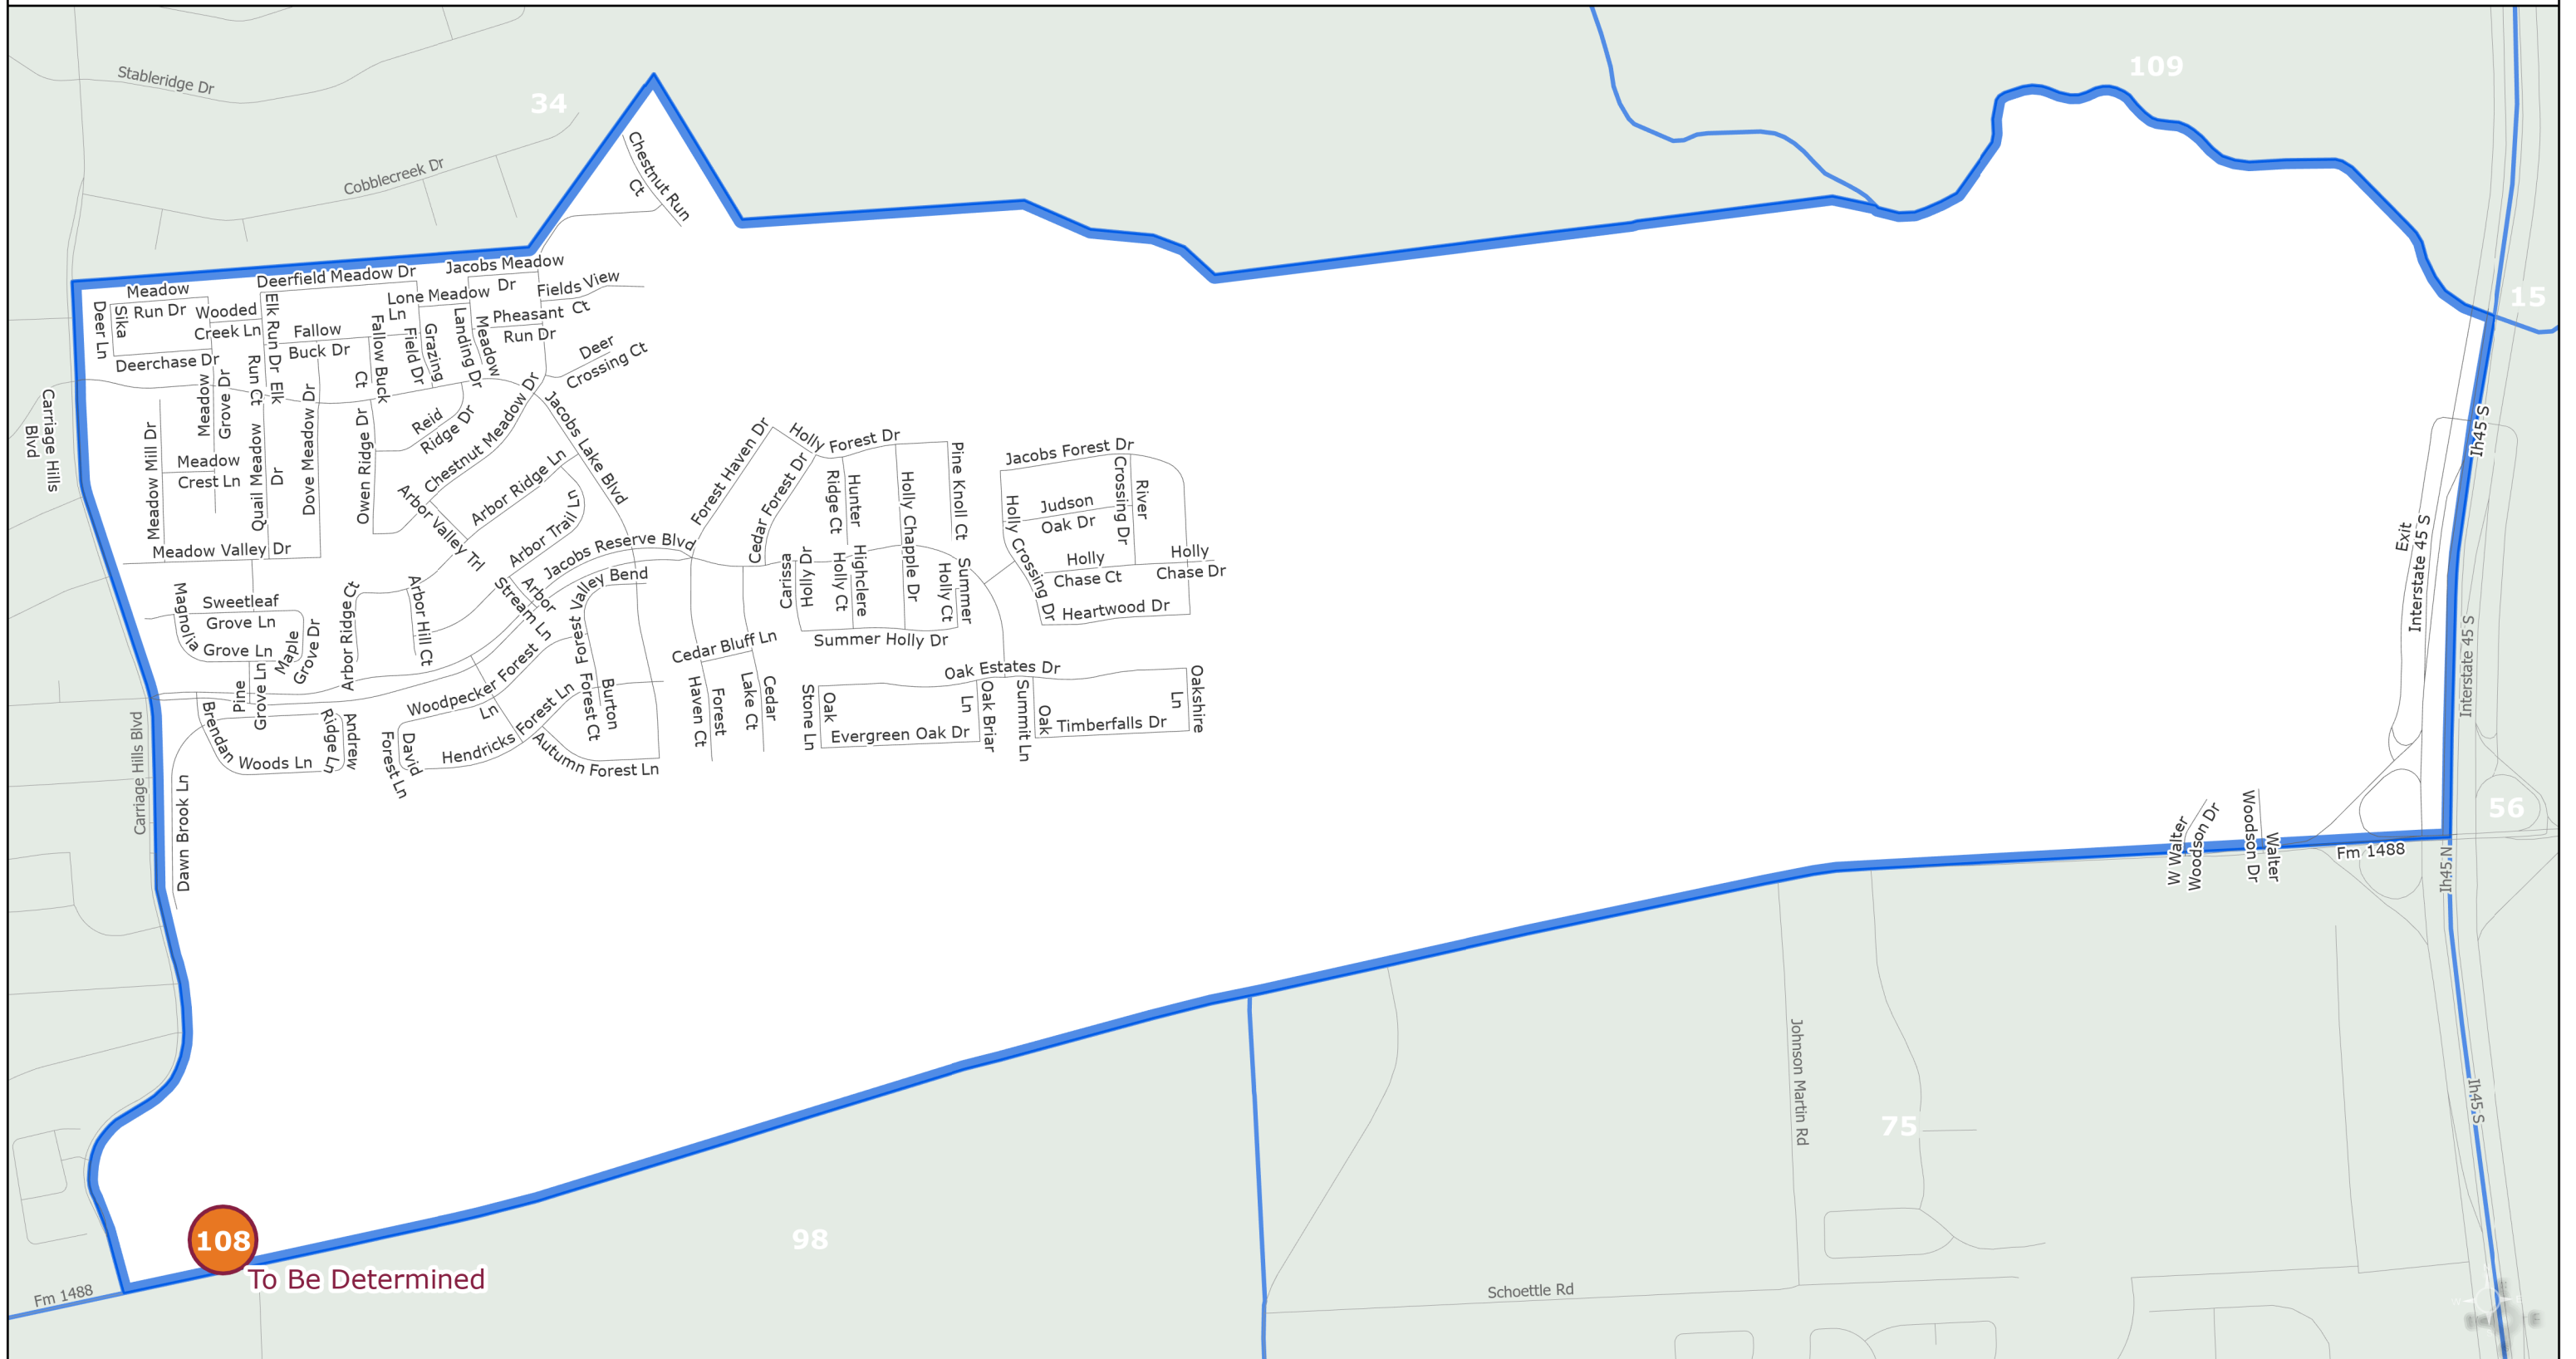 109
Stableridge Dr
34
Cobblecreek Dr
Chestnut Run
Ct
Jacobs Meadow
Dr
Deerfield Meadow Dr
Fields View
Ct
Meadow
Run Dr
Lone Meadow
Ln
15
Deer Ln
Sika
Wooded
Creek Ln
Elk Run Dr
Fallow
Buck Dr
Pheasant
Run Dr
Fallow Buck
Ct
Field Dr
Grazing
Landing Dr
Meadow
Deerchase Dr
Deer
Crossing Ct
Run Ct
Elk
Dr
Carriage Hills
Blvd
Meadow
Grove Dr
Quail Meadow
Dove Meadow Dr
Owen Ridge Dr
Reid
Ridge Dr
Chestnut Meadow Dr
Jacobs Lake Blvd
Meadow Mill Dr
Meadow
Crest Ln
Arbor Ridge Ln
Arbor Valley Trl
Arbor Trail
Ln
Meadow Valley Dr
Forest Haven Dr
Holly
Forest Dr
Cedar Forest Dr
Hunter
Ridge Ct
Holly Chapple Dr
Pine Knoll Ct
Jacobs Forest Dr
Crossing Dr
River
Judson
Oak Dr
Holly Crossing Dr
Holly
Chase Ct
Holly
Chase Dr
Heartwood Dr
Ih45 S
Exit
Interstate 45 S
Interstate 45 S
Jacobs Reserve Blvd
Carissa
Holly Dr
Highclere
Holly Ct
Summer
Holly Ct
Summer Holly Dr
Magnolia
Grove Ln
Sweetleaf
Grove Ln
Maple
Grove Dr
Pine
Grove Ln
Arbor Ridge Ct
Arbor Hill Ct
Arbor
Stream Ln
Valley Bend
Forest
Cedar Bluff Ln
Oak Estates Dr
Woodpecker Forest
Ln
Burton
Forest Ct
Forest
Haven Ct
Cedar
Lake Ct
Oak
Stone Ln
Evergreen Oak Dr
Oak Briar
Ln
Oak
Summit Ln
Timberfalls Dr
Oakshire
Ln
Carriage Hills Blvd
Brendan
Woods Ln
Andrew
Ridge Ln
David
Forest Ln
Hendricks Forest Ln
Autumn Forest Ln
Dawn Brook Ln
56
W Walter
Woodson Dr
Walter
Woodson Dr
Fm 1488
Ih45 N
Johnson Martin Rd
Ih45 S
75
98
108
To Be Determined
Fm 1488
Schoettle Rd